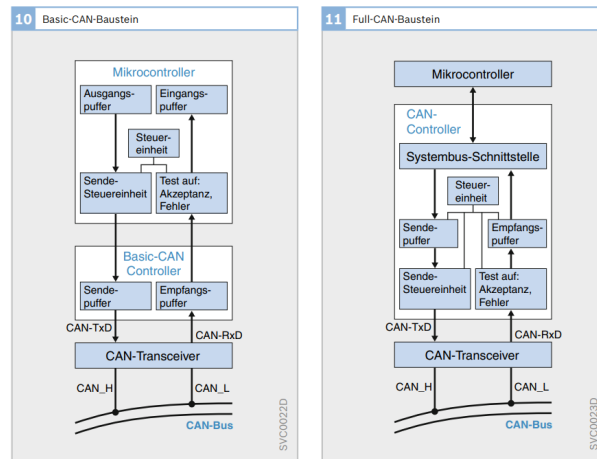 10 Basic-CAN-Baustein
Mikrocontroller
Ausgangs-
puffer
Eingangs-
puffer
Steuer-
einheit
Sende-
Steuereinheit
Test auf:
Akzeptanz,
Fehler
Basic-CAN
Controller
Sende-
puffer
Empfangs-
puffer
CAN-TxD
CAN-RxD
CAN-Transceiver
CAN_H
CAN_L
CAN-Bus
SVC0022D
11 Full-CAN-Baustein
Mikrocontroller
CAN-
Controller
Systembus-Schnittstelle
Steuer-
einheit
Sende-
puffer
Empfangs-
puffer
Sende-
Steuereinheit
Test auf:
Akzeptanz,
Fehler
CAN-TxD
CAN-RxD
CAN-Transceiver
CAN_H
CAN_L
CAN-Bus
SVC0023D